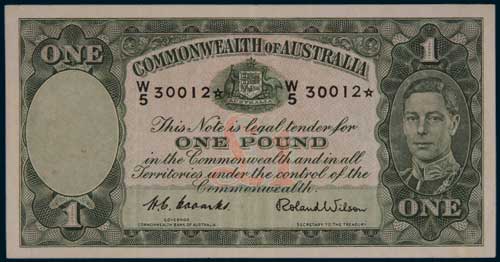 ONE
1
COMMONWEALTH OF AUSTRALIA
W/5 30012☆ W/5 30012☆
AUSTRALIA
This Note is legal tender for
ONE POUND
in the Commonwealth and in all
Territories under the control of the
Commonwealth.
H.C. Coombs Roland Wilson
GOVERNOR SECRETARY TO THE TREASURY
COMMONWEALTH BANK OF AUSTRALIA
1
ONE